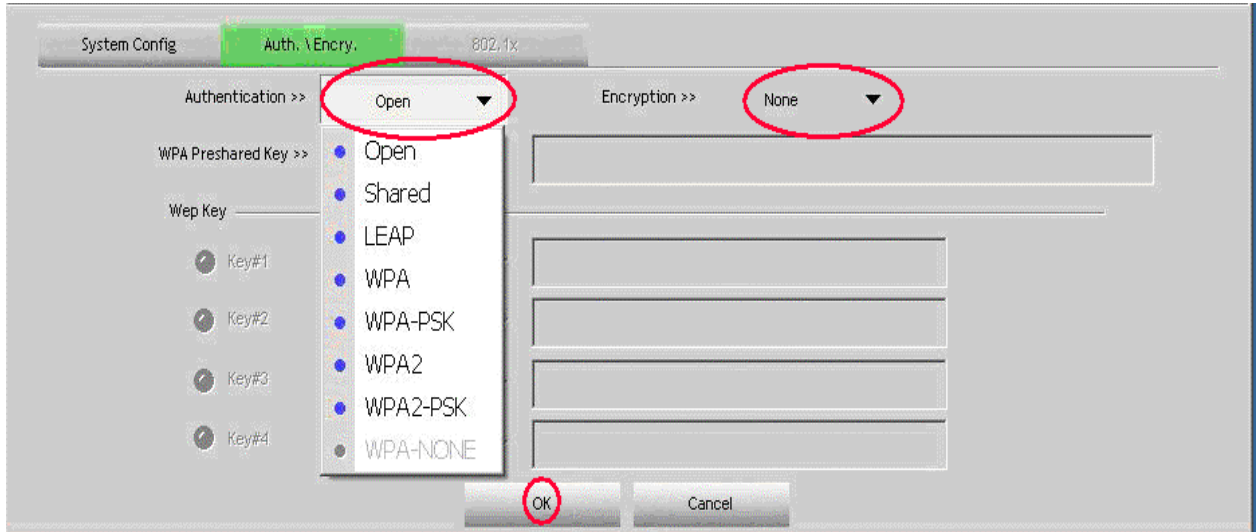 System Config Auth. \ Encry. 802.1x
Authentication >> Open Encryption >> None
WPA Preshared Key >>
Open
Shared
Wep Key
LEAP
Key#1
WPA
WPA-PSK
Key#2
WPA2
Key#3
WPA2-PSK
Key#4
WPA-NONE
OK Cancel